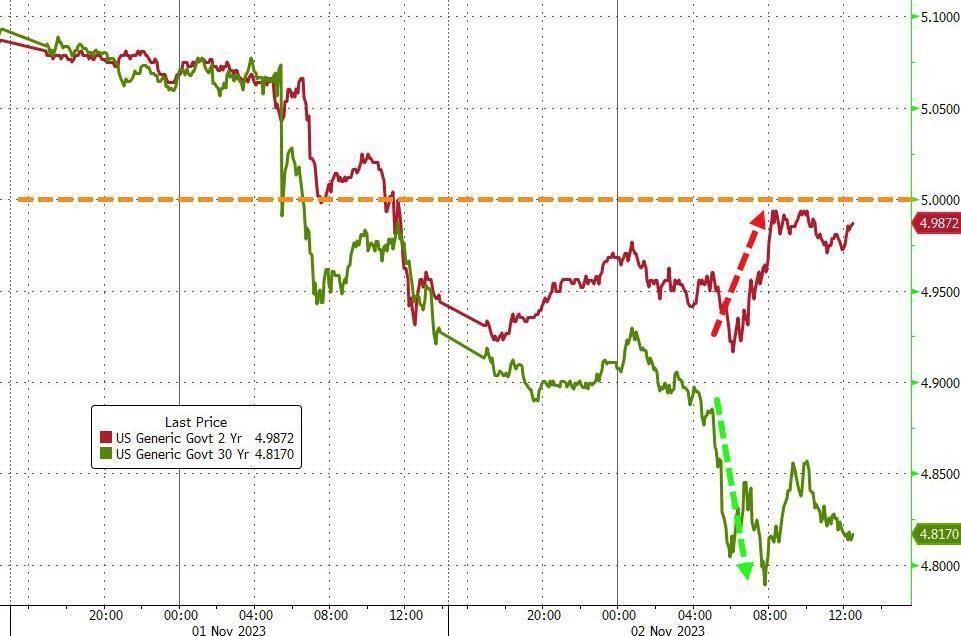 5.1000
5.0500
5.0000
4.9872
4.9500
4.9000
4.8500
4.8170
4.8000
Last Price
US Generic Govt 2 Yr 4.9872
US Generic Govt 30 Yr 4.8170
20:00 00:00 04:00 08:00 12:00 20:00 00:00 04:00 08:00 12:00
01 Nov 2023 02 Nov 2023